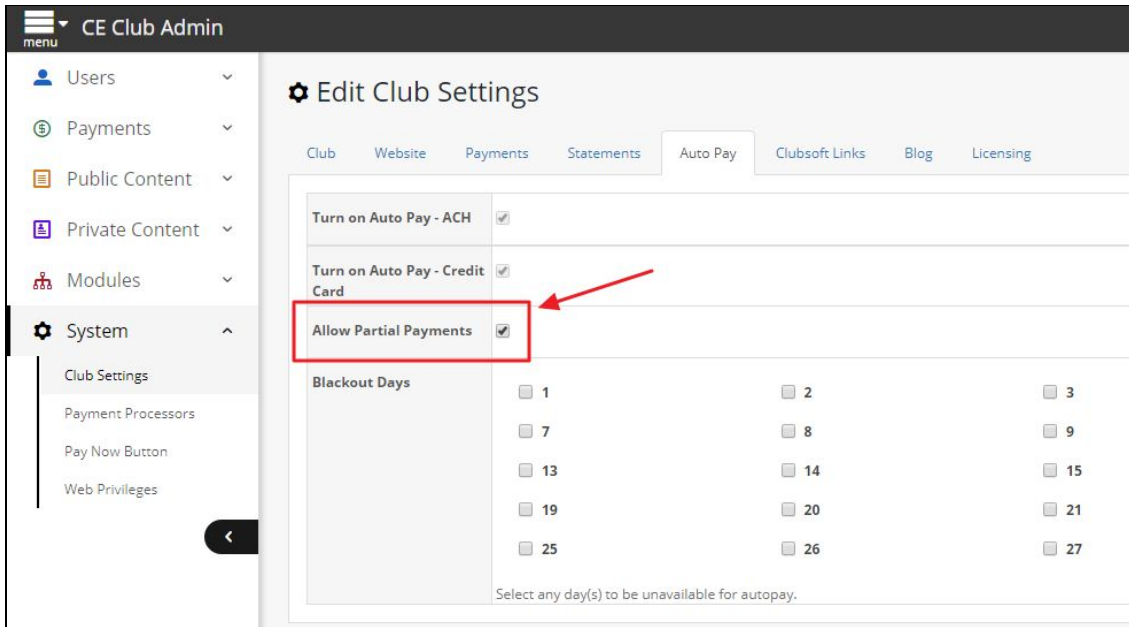 menu
CE Club Admin
Users
Payments
Public Content
Private Content
Modules
System
Club Settings
Payment Processors
Pay Now Button
Web Privileges
Edit Club Settings
Club Website Payments Statements Auto Pay Clubsoft Links Blog Licensing
Turn on Auto Pay - ACH
Turn on Auto Pay - Credit
Card
Allow Partial Payments
Blackout Days
1 2 3
7 8 9
13 14 15
19 20 21
25 26 27
Select any day(s) to be unavailable for autopay.